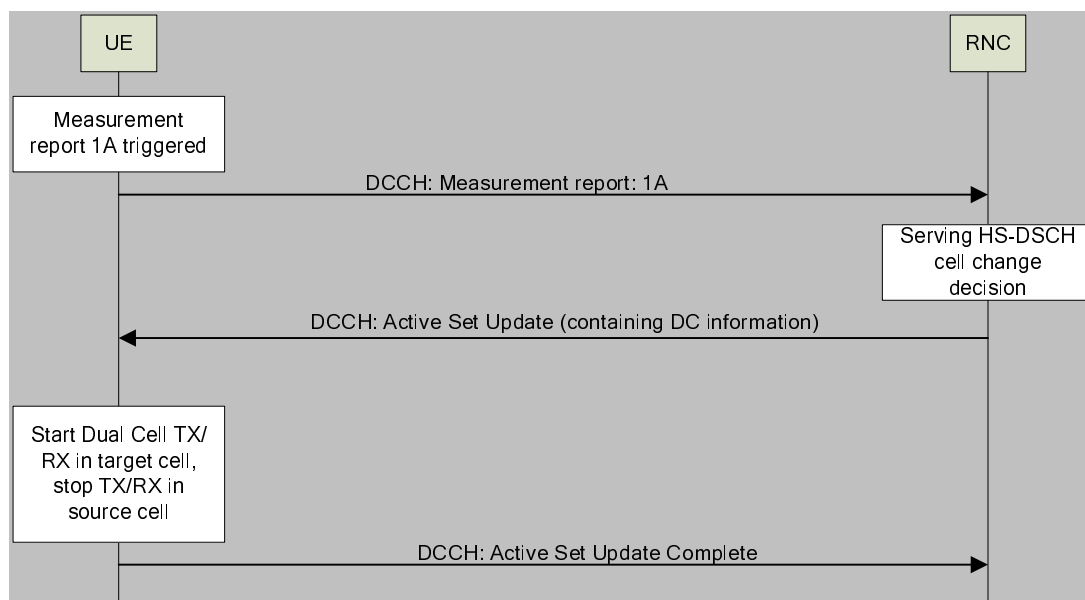 UE
RNC
Measurement
report 1A triggered
DCCH: Measurement report: 1A
Serving HS-DSCH
cell change
decision
DCCH: Active Set Update (containing DC information)
Start Dual Cell TX/
RX in target cell,
stop TX/RX in
source cell
DCCH: Active Set Update Complete